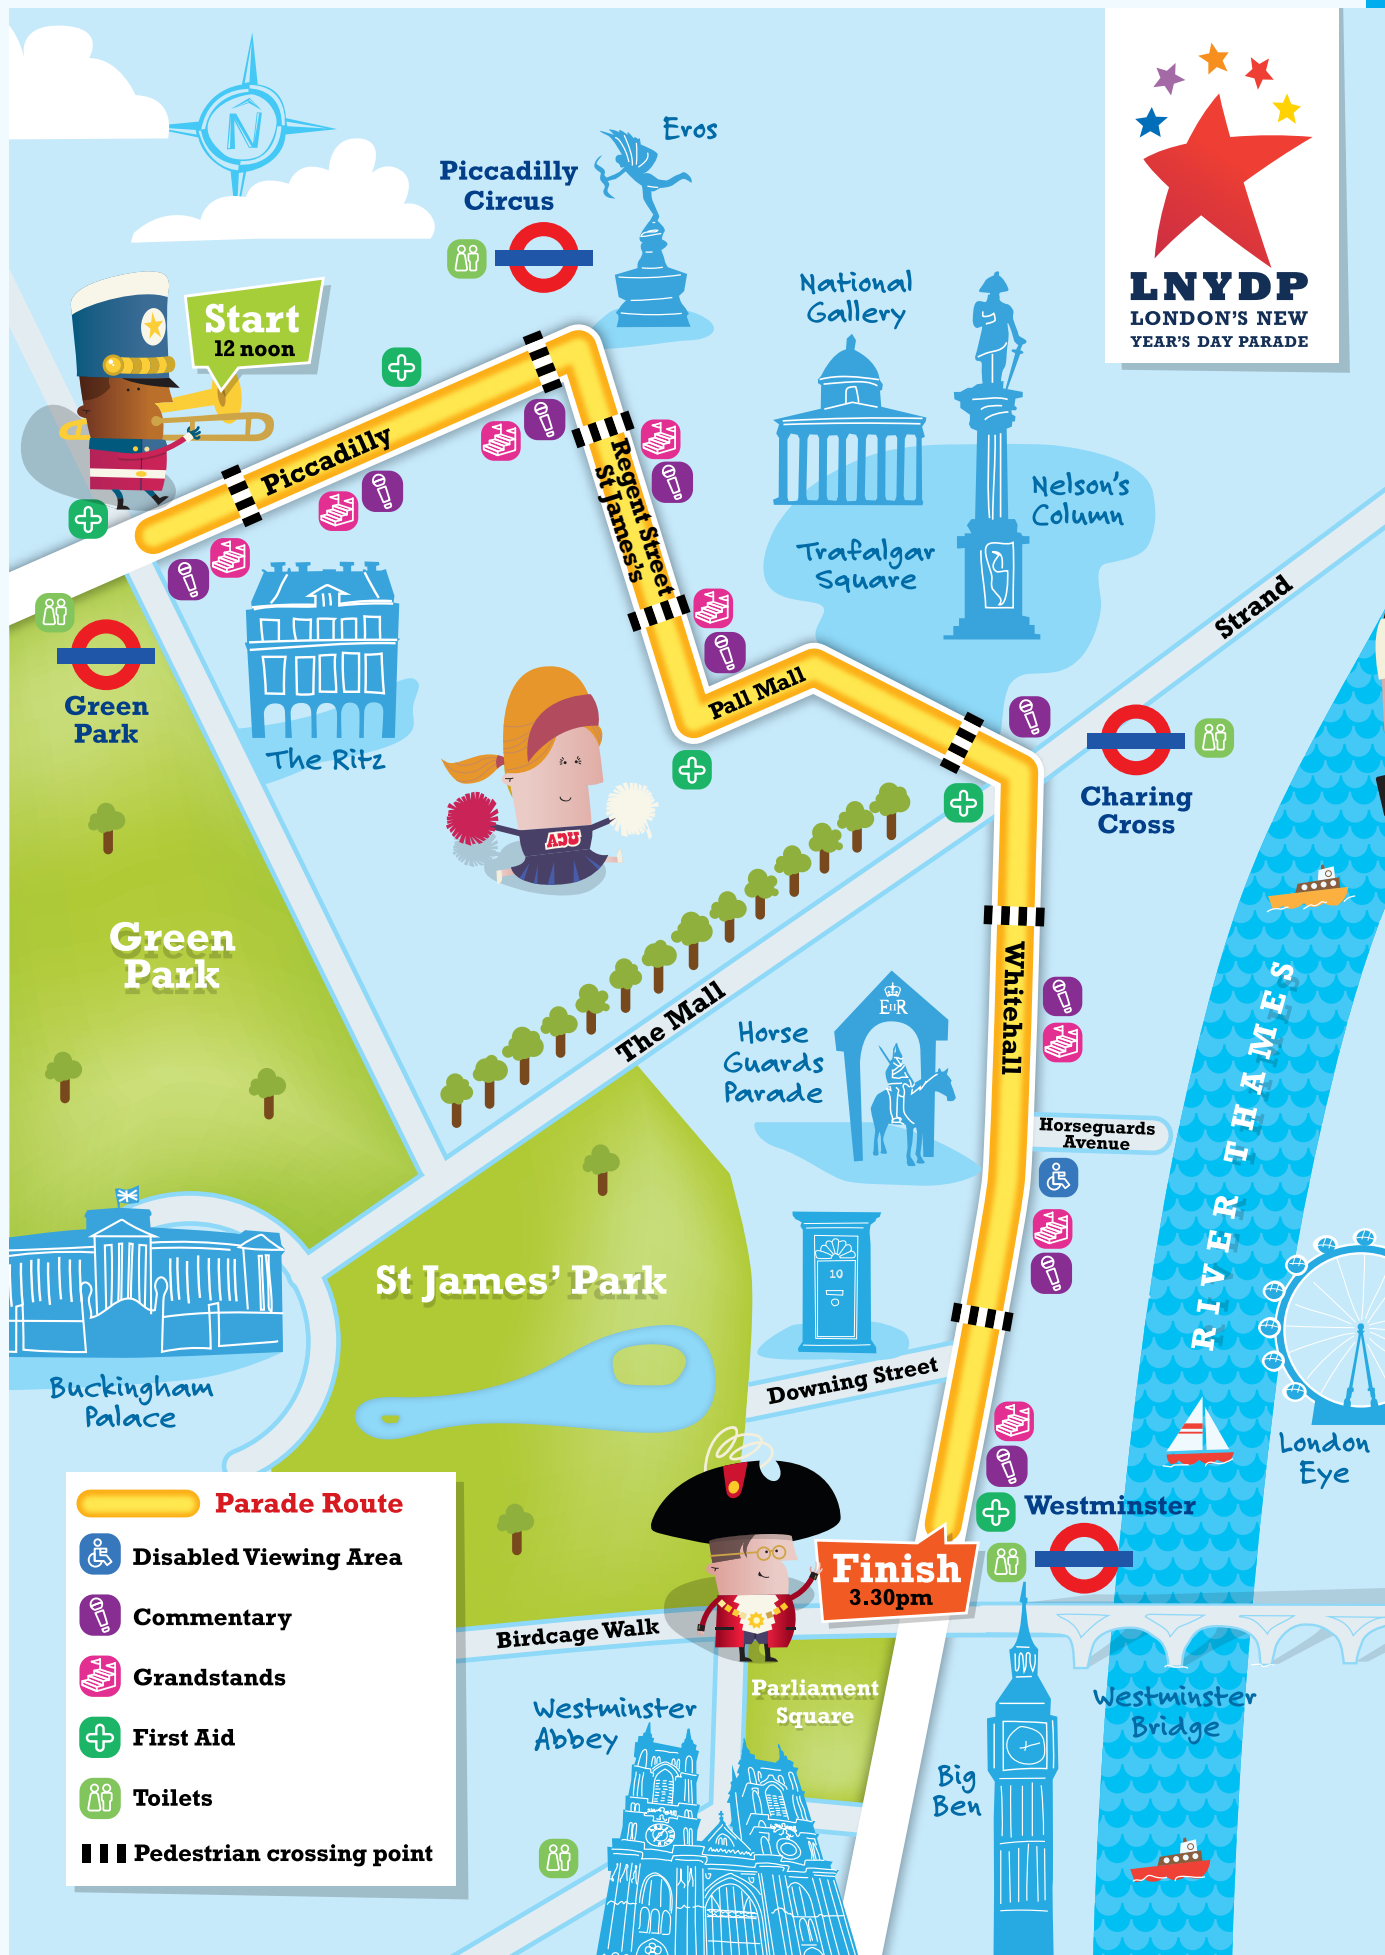 N
Eros
Piccadilly
Circus
LNYDP
LONDON'S NEW
YEAR'S DAY PARADE
Start
12 noon
National
Gallery
Piccadilly
Regent Street
St James's
Nelson's
Column
Trafalgar
Square
Strand
Green
Park
The Ritz
Pall Mall
Charing
Cross
ACU
Green
Park
The Mall
Whitehall
EIIR
Horse
Guards
Parade
RIVER THAMES
Horseguards
Avenue
St James' Park
10
Buckingham
Palace
Downing Street
London
Eye
Parade Route
Disabled Viewing Area
Commentary
Grandstands
First Aid
Toilets
Pedestrian crossing point
Westminster
Finish
3.30pm
Birdcage Walk
Parliament
Square
Westminster
Abbey
Westminster
Bridge
Big
Ben